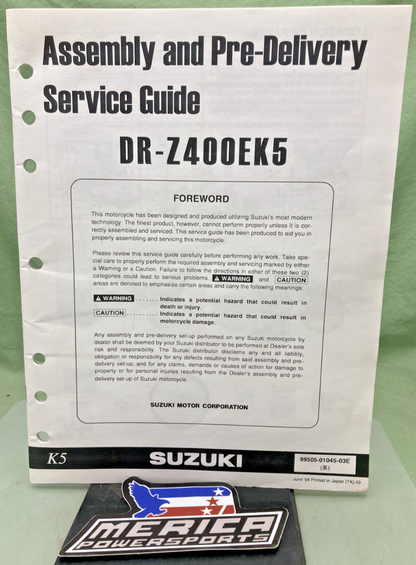 Assembly and Pre-Delivery
Service Guide
DR-Z400EK5
FOREWORD
This motorcycle has been designed and produced utilizing Suzuki's most modern
technology. The finest product, however, cannot perform properly unless it is cor-
rectly assembled and serviced. This service guide has been produced to aid you in
properly assembling and servicing this motorcycle.
Please review this service guide carefully before performing any work. Take spe-
cial care to properly perform the required assembly and servicing marked by either
a Warning or a Caution. Failure to follow the directions in either of these two (2)
categories could lead to serious problems. ⚠ WARNING and CAUTION
areas are denoted to emphasize certain areas and carry the following meanings:
⚠ WARNING ....... Indicates a potential hazard that could result in
death or injury.
CAUTION ....... Indicates a potential hazard that could result in
motorcycle damage.
Any assembly and pre-delivery set-up performed on any Suzuki motorcycle by
dealer shall be deemed by your Suzuki distributor to be performed at Dealer's sole
risk and responsibility. The Suzuki distributor disclaims any and all liability,
obligation or responsibility for any defects resulting from said assembly and pre-
delivery set-up, and for any claims, demands or causes of action for damage to
property or for personal injuries resulting from the Dealer's assembly and pre-
delivery set-up of Suzuki motorcycle.
SUZUKI MOTOR CORPORATION
K5 SUZUKI 99505-01045-03E
(英)
June '04 Printed in Japan (TK) 03
MERICA
POWERSPORTS